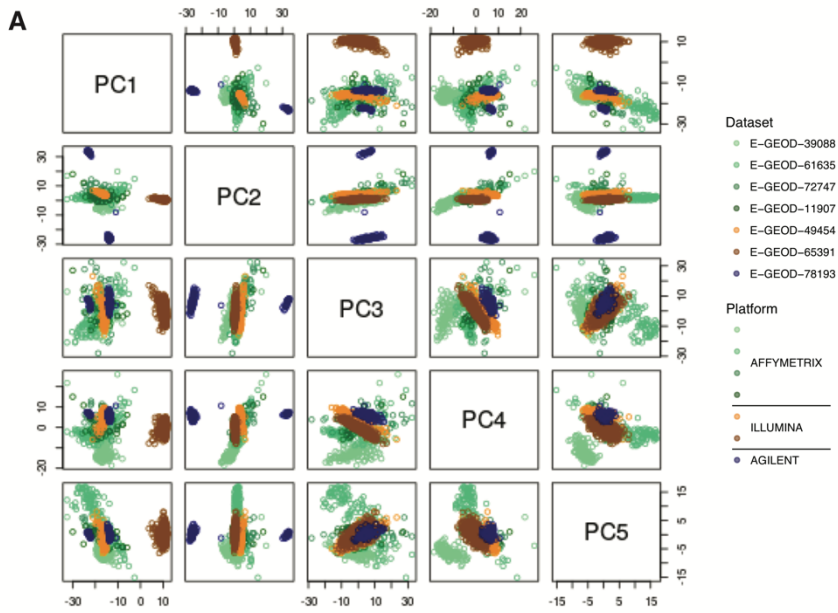 A
-30 0 10 30 -20 0 20
PC1
10
-10
-30
30
10
-10
-30
PC2
PC3
30
10
0
-10
-30
10
0
-20
PC4
PC5
15
5
0
-5
-15
-30 -10 0 10
-30 -10 10 30
-15 -5 5 15
Dataset
E-GEOD-39088
E-GEOD-61635
E-GEOD-72747
E-GEOD-11907
E-GEOD-49454
E-GEOD-65391
E-GEOD-78193
Platform
AFFYMETRIX
ILLUMINA
AGILENT